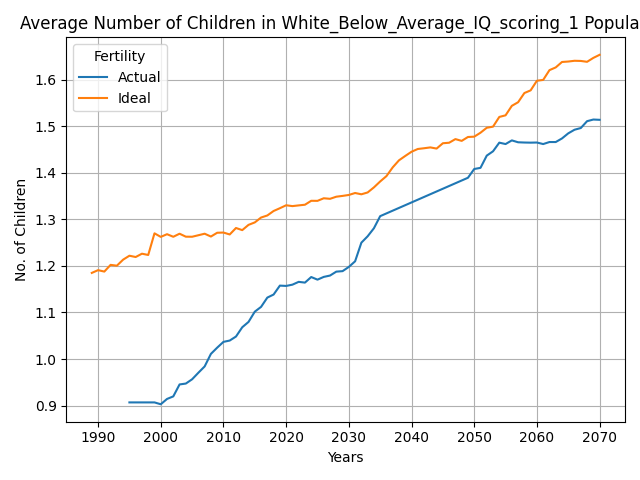 Average Number of Children in White_Below_Average_IQ_scoring_1 Popula
Fertility
Actual
Ideal
No. of Children
1.6
1.5
1.4
1.3
1.2
1.1
1.0
0.9
1990 2000 2010 2020 2030 2040 2050 2060 2070
Years